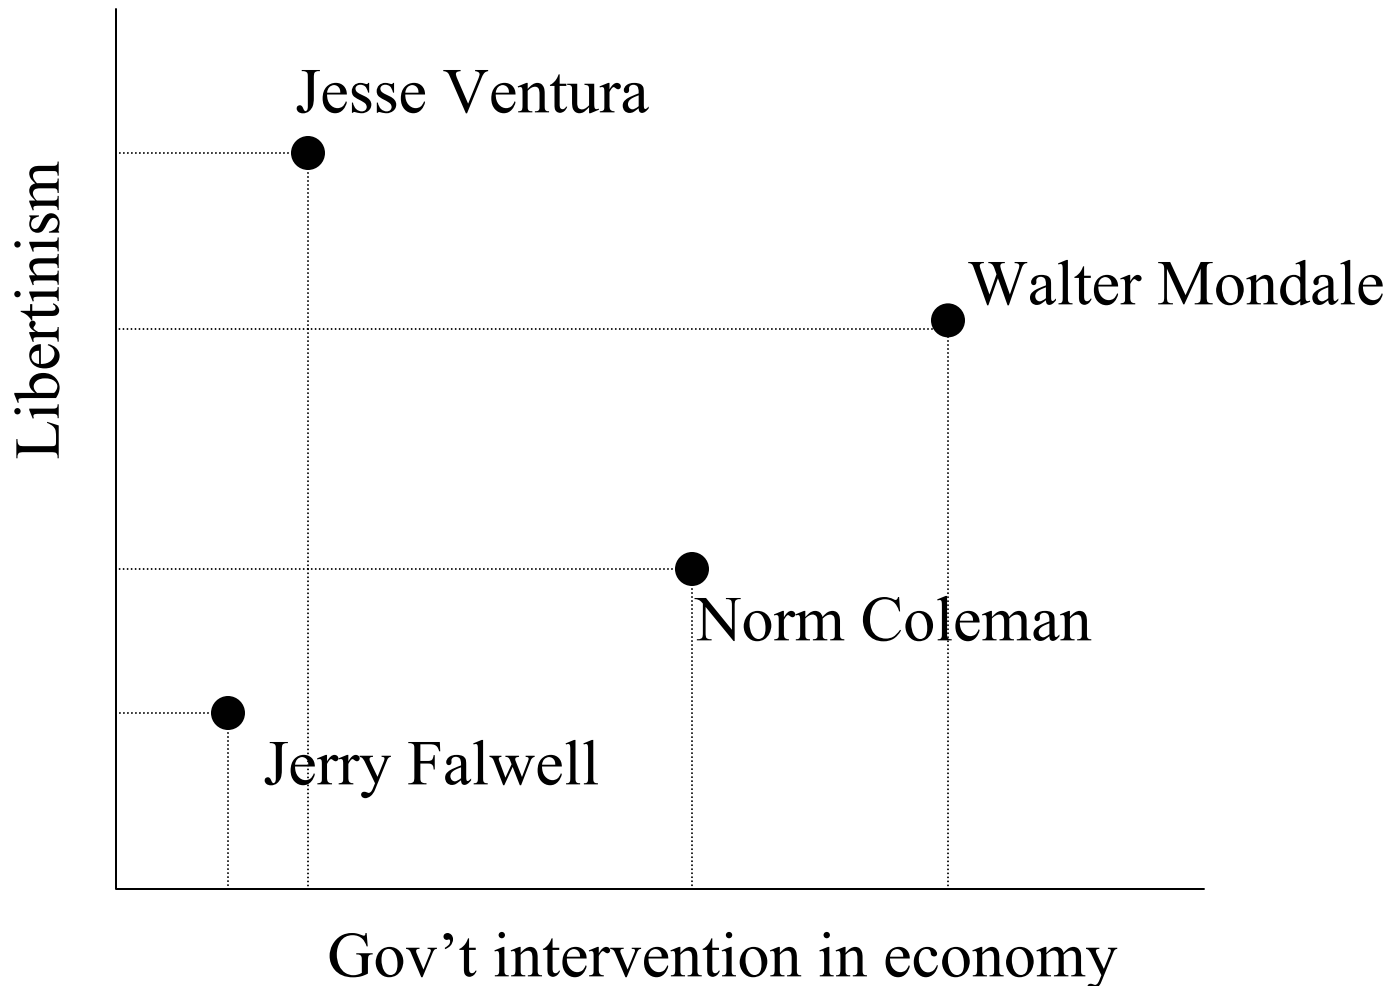 Jesse Ventura
Libertinism
Walter Mondale
Norm Coleman
Jerry Falwell
Gov’t intervention in economy